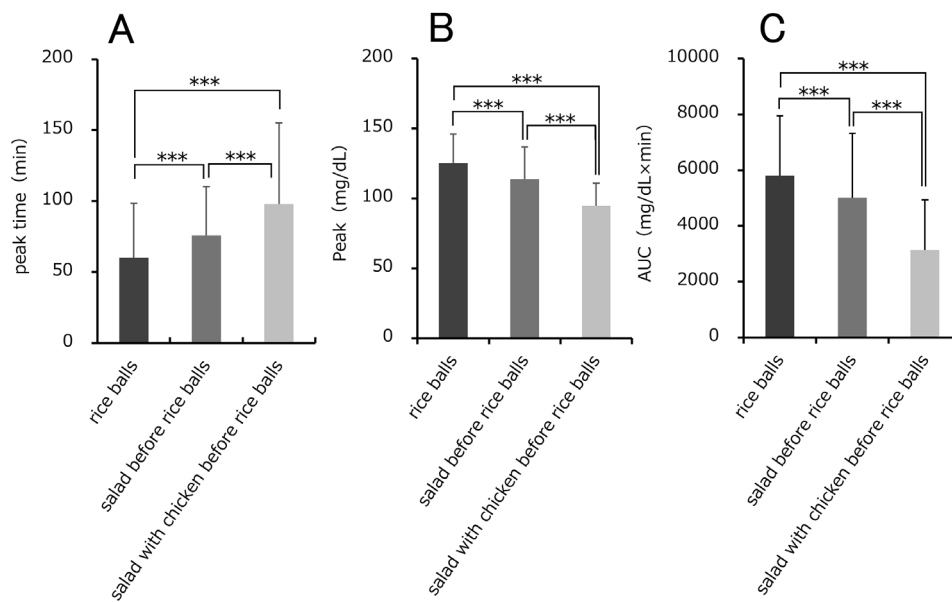 A
200
150
100
50
0
peak time (min)
***
***
***
rice balls
salad before rice balls
salad with chicken before rice balls
B
200
150
100
50
0
Peak (mg/dL)
***
***
***
rice balls
salad before rice balls
salad with chicken before rice balls
C
10000
8000
6000
4000
2000
0
AUC (mg/dL×min)
***
***
***
rice balls
salad before rice balls
salad with chicken before rice balls